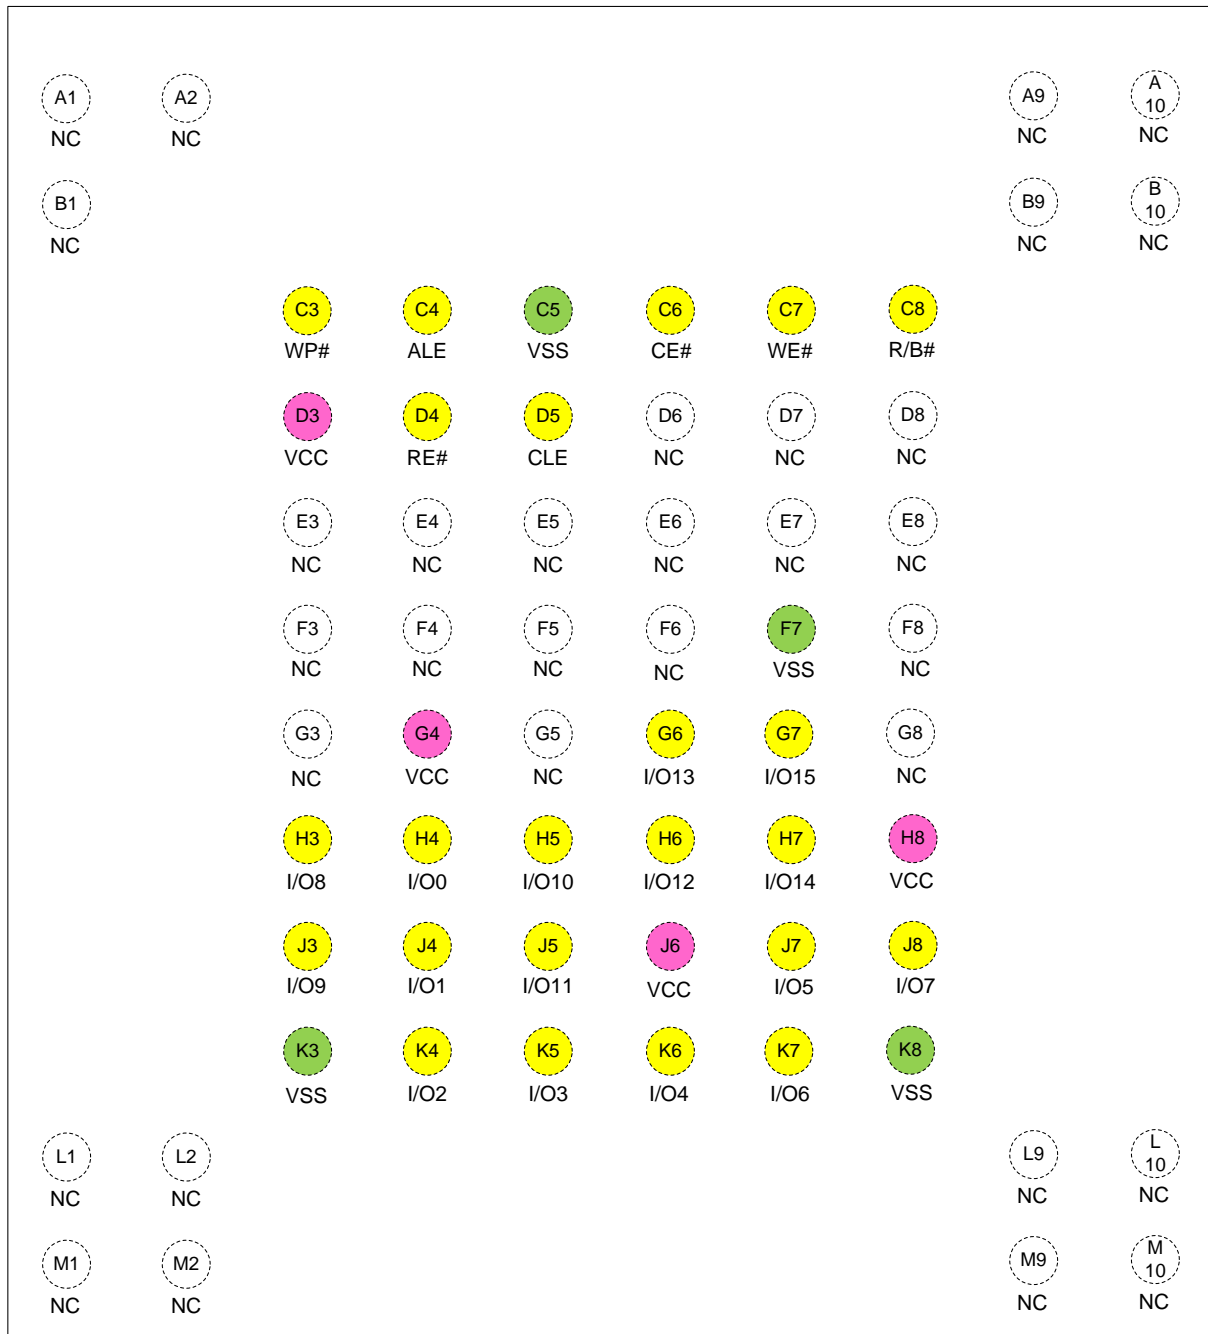 A1 A2 A9 A 10
NC NC NC NC
B1 B9 B 10
NC NC NC
C3 C4 C5 C6 C7 C8
WP# ALE VSS CE# WE# R/B#
D3 D4 D5 D6 D7 D8
VCC RE# CLE NC NC NC
E3 E4 E5 E6 E7 E8
NC NC NC NC NC NC
F3 F4 F5 F6 F7 F8
NC NC NC NC VSS NC
G3 G4 G5 G6 G7 G8
NC VCC NC I/O13 I/O15 NC
H3 H4 H5 H6 H7 H8
I/O8 I/O0 I/O10 I/O12 I/O14 VCC
J3 J4 J5 J6 J7 J8
I/O9 I/O1 I/O11 VCC I/O5 I/O7
K3 K4 K5 K6 K7 K8
VSS I/O2 I/O3 I/O4 I/O6 VSS
L1 L2 L9 L 10
NC NC NC NC
M1 M2 M9 M 10
NC NC NC NC